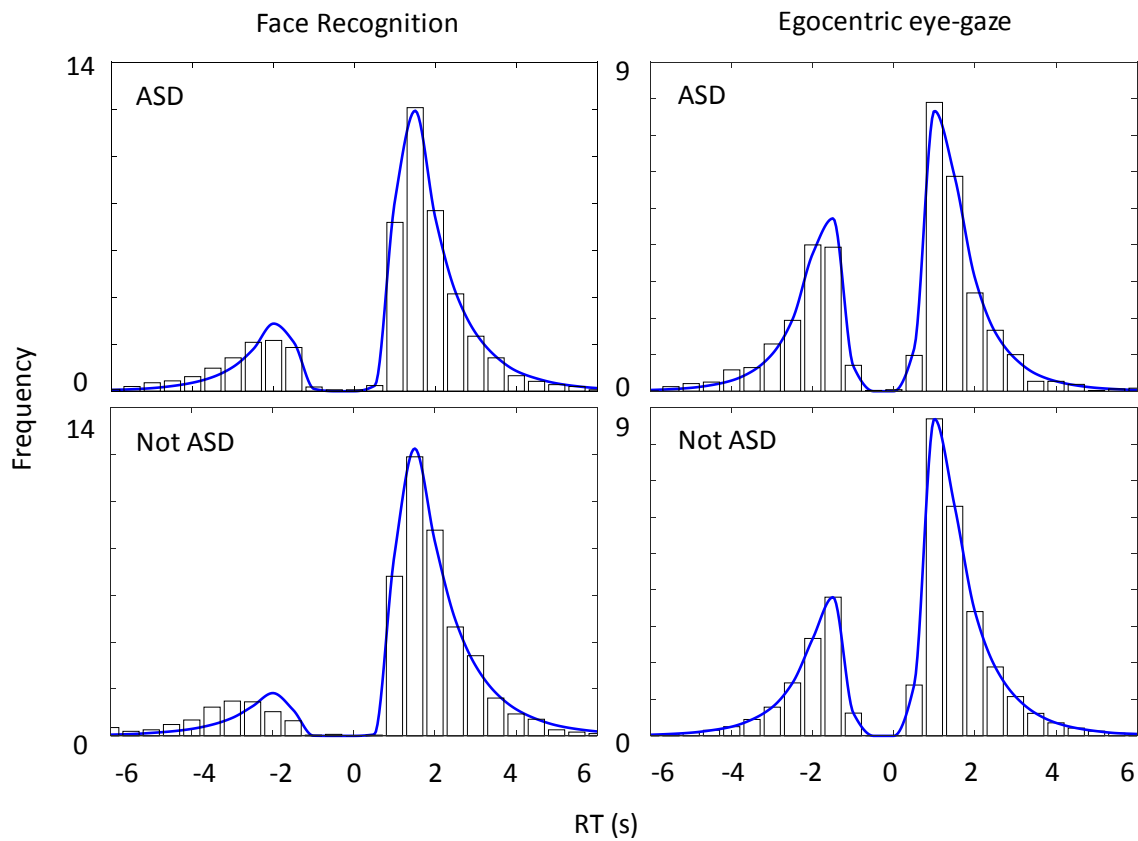 Face Recognition
Egocentric eye-gaze
14
ASD
0
9
ASD
0
Frequency
14
Not ASD
0
9
Not ASD
0
-6 -4 -2 0 2 4 6
-6 -4 -2 0 2 4 6
RT (s)